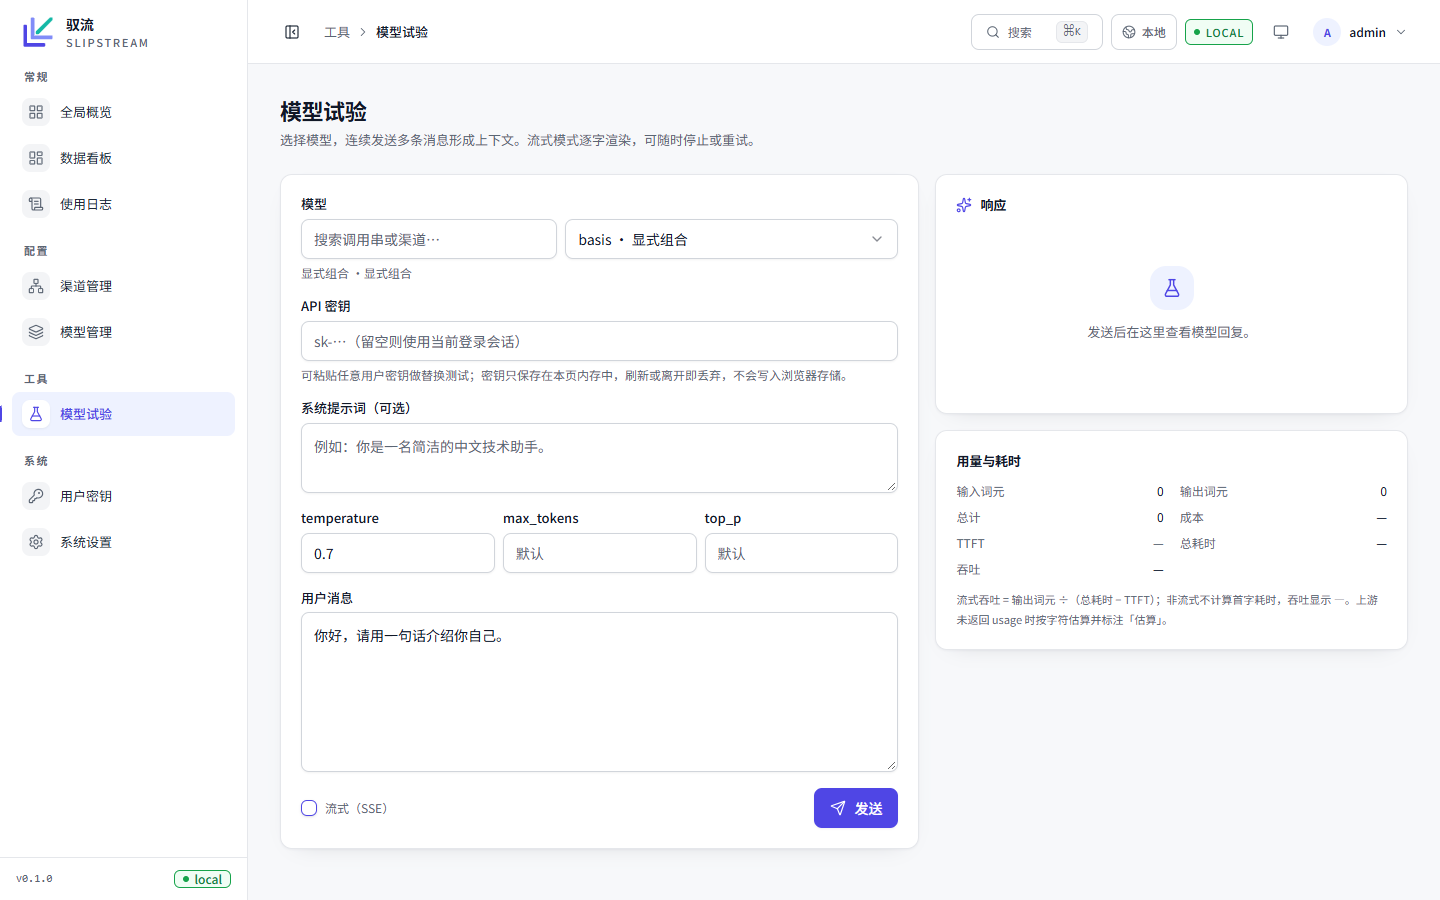 驭流
SLIPSTREAM
常规
全局概览
数据看板
使用日志
配置
渠道管理
模型管理
工具
模型试验
系统
用户密钥
系统设置
v0.1.0
local
工具
模型试验
搜索
⌘K
本地
LOCAL
A
admin
模型试验
选择模型，连续发送多条消息形成上下文。流式模式逐字渲染，可随时停止或重试。
模型
搜索调用串或渠道…
basis · 显式组合
显式组合 · 显式组合
API 密钥
sk-…（留空则使用当前登录会话）
可粘贴任意用户密钥做替换测试；密钥只保存在本页内存中，刷新或离开即丢弃，不会写入浏览器存储。
系统提示词（可选）
例如：你是一名简洁的中文技术助手。
temperature
max_tokens
top_p
0.7
默认
默认
用户消息
你好，请用一句话介绍你自己。
流式（SSE）
发送
响应
发送后在这里查看模型回复。
用量与耗时
输入词元 0 输出词元 0
总计 0 成本 —
TTFT — 总耗时 —
吞吐 —
流式吞吐 = 输出词元 ÷（总耗时 − TTFT）；非流式不计算首字耗时，吞吐显示 —。上游
未返回 usage 时按字符估算并标注「估算」。